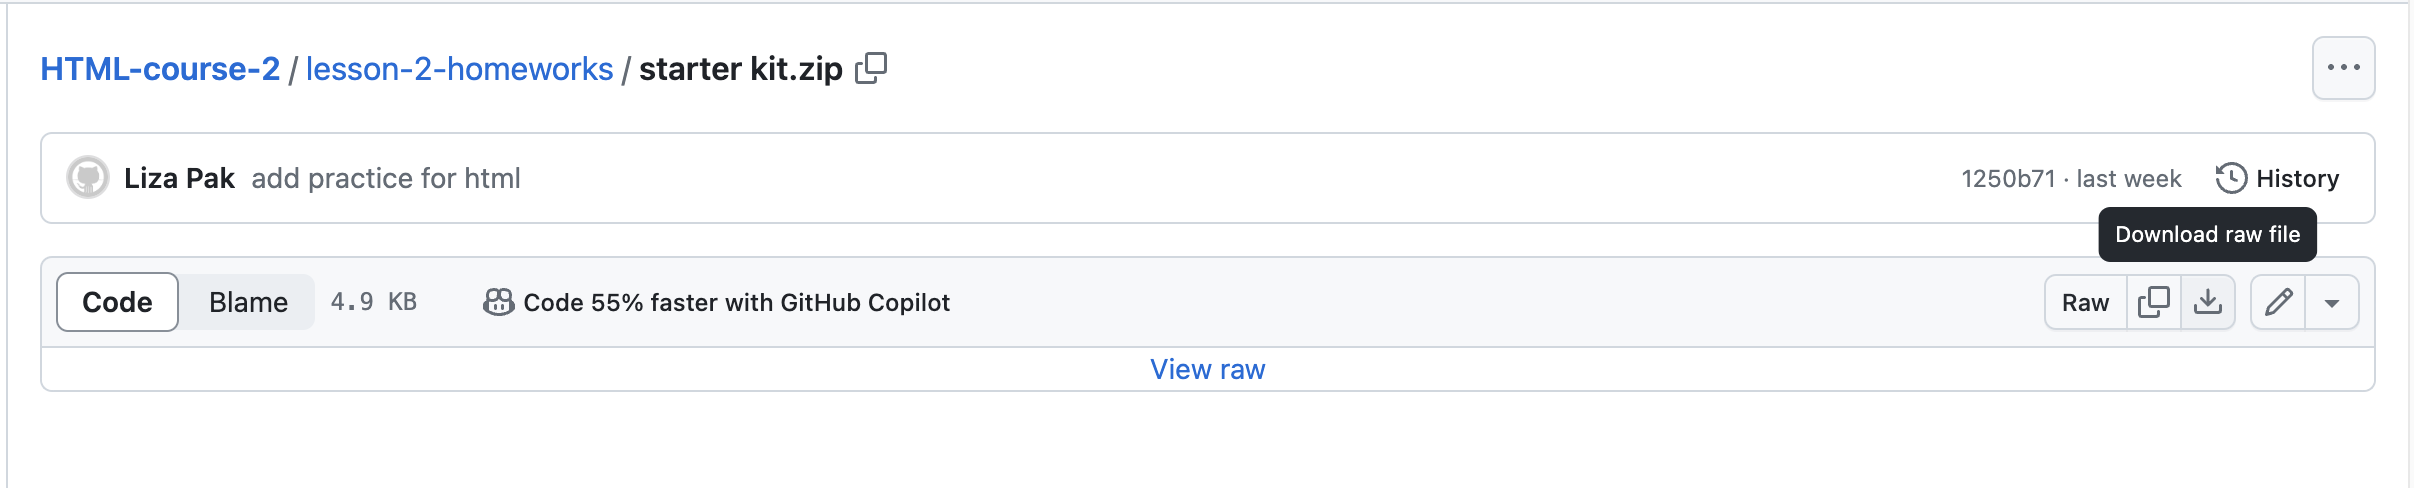 HTML-course-2 / lesson-2-homeworks / starter kit.zip
Liza Pak add practice for html 1250b71 · last week History
Download raw file
Code Blame 4.9 KB Code 55% faster with GitHub Copilot Raw
View raw